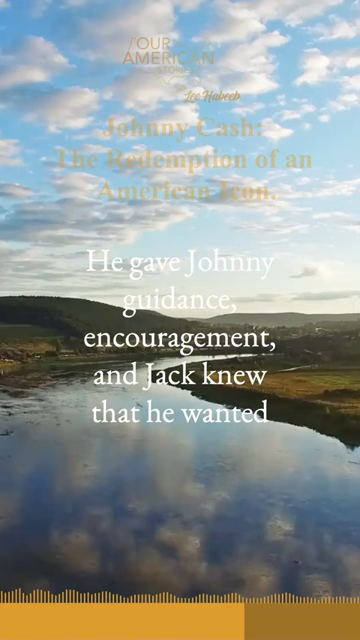 OUR
AMERICAN
STORIES
Lee Habeeb
Johnny Cash:
The Redemption of an
American Icon.
He gave Johnny
guidance,
encouragement,
and Jack knew
that he wanted